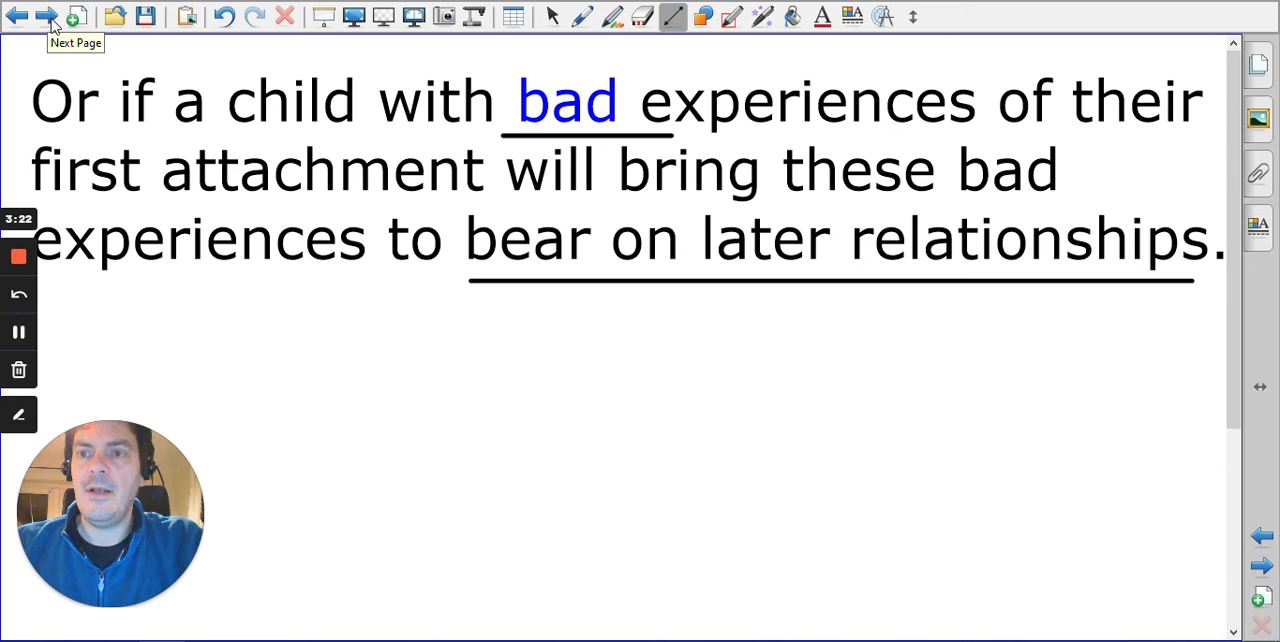 Next Page
Or if a child with bad experiences of their
first attachment will bring these bad
experiences to bear on later relationships.
3:22